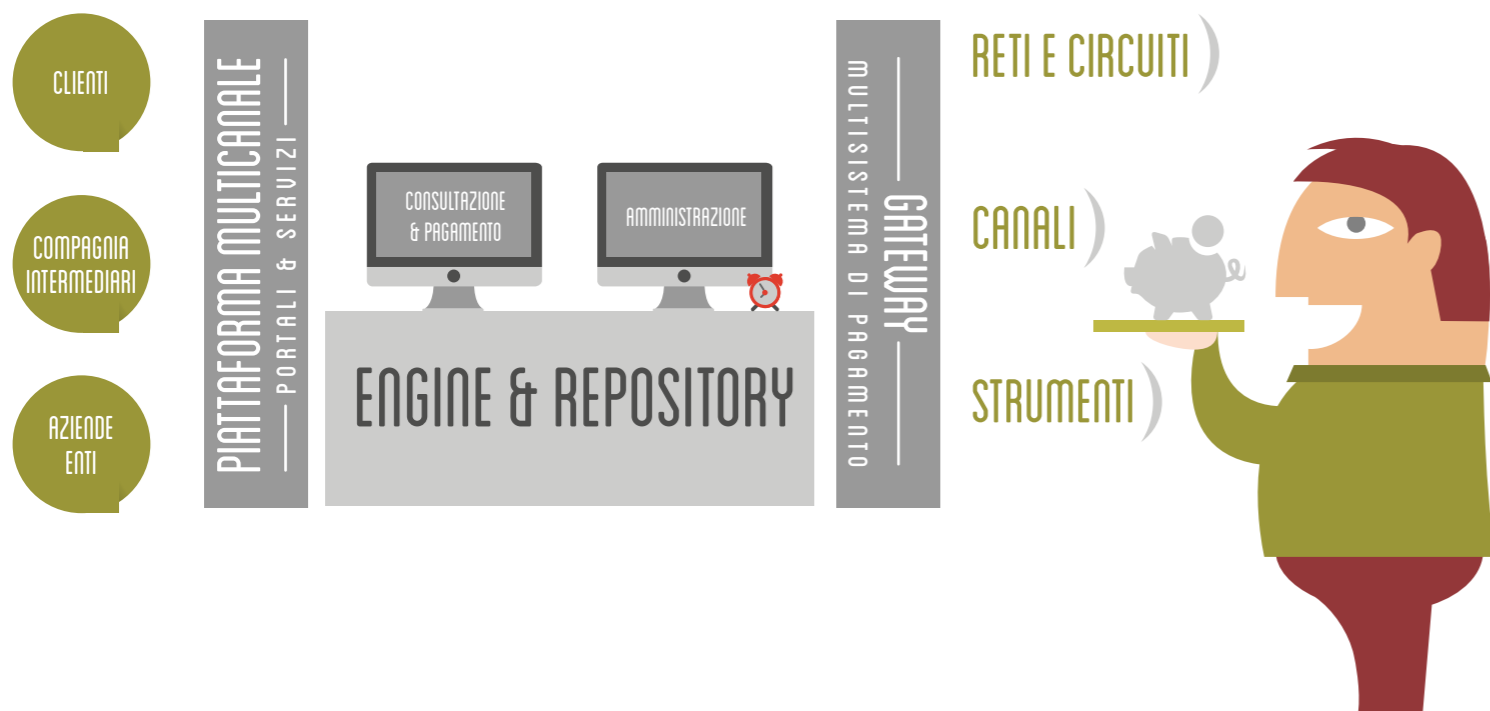 CLIENTI
COMPAGNIA
INTERMEDIARI
AZIENDE
ENTI
PIATTAFORMA MULTICANALE
PORTALI & SERVIZI
CONSULTAZIONE
& PAGAMENTO
AMMINISTRAZIONE
ENGINE & REPOSITORY
GATEWAY
MULTISISTEMA DI PAGAMENTO
RETI E CIRCUITI
CANALI
STRUMENTI